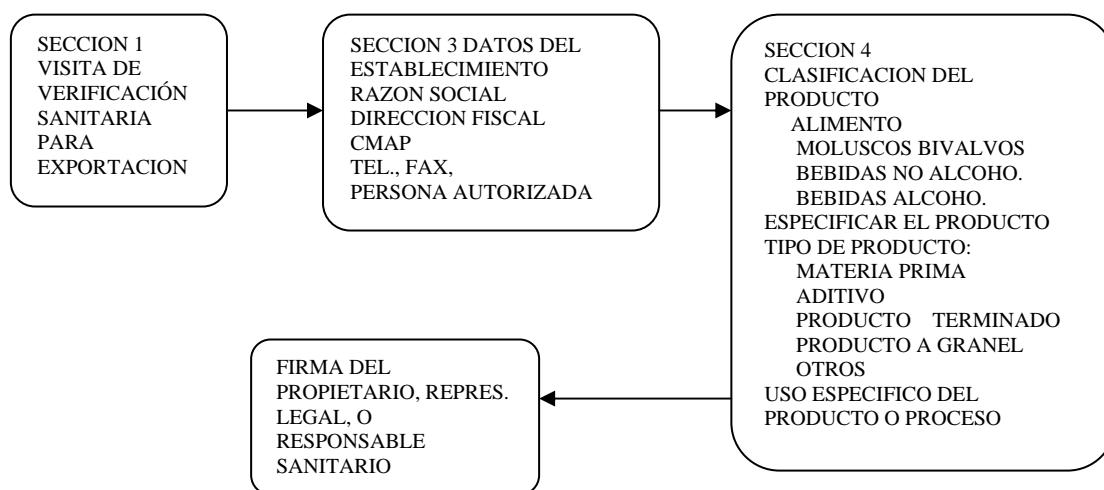 SECCION 1
VISITA DE
VERIFICACIÓN
SANITARIA
PARA
EXPORTACION
SECCION 3 DATOS DEL
ESTABLECIMIENTO
RAZON SOCIAL
DIRECCION FISCAL
CMAP
TEL., FAX,
PERSONA AUTORIZADA
SECCION 4
CLASIFICACION DEL
PRODUCTO
ALIMENTO
MOLUSCOS BIVALVOS
BEBIDAS NO ALCOHO.
BEBIDAS ALCOHO.
ESPECIFICAR EL PRODUCTO
TIPO DE PRODUCTO:
MATERIA PRIMA
ADITIVO
PRODUCTO TERMINADO
PRODUCTO A GRANEL
OTROS
USO ESPECIFICO DEL
PRODUCTO O PROCESO
FIRMA DEL
PROPIETARIO, REPRES.
LEGAL, O
RESPONSABLE
SANITARIO